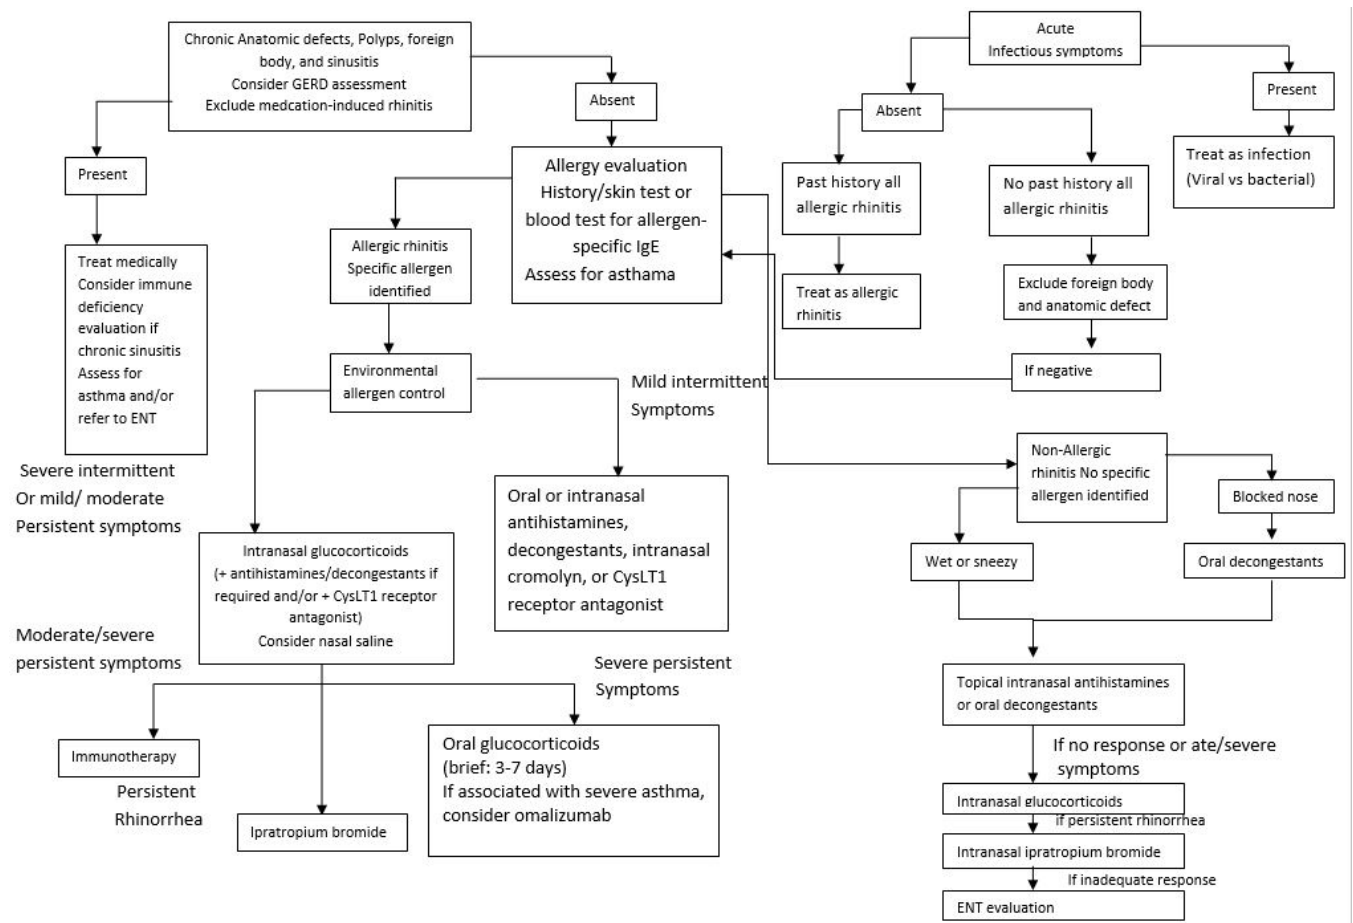 Chronic Anatomic defects, Polyps, foreign
body, and sinusitis
Consider GERD assessment
Exclude medcation-induced rhinitis
Absent
Present
Treat medically
Consider immune
deficiency
evaluation if
chronic sinusitis
Assess for
asthma and/or
refer to ENT
Allergy evaluation
History/skin test or
blood test for allergen-
specific IgE
Assess for asthama
Allergic rhinitis
Specific allergen
identified
Environmental
allergen control
Mild intermittent
Symptoms
Severe intermittent
Or mild/ moderate
Persistent symptoms
Oral or intranasal
antihistamines,
decongestants, intranasal
cromolyn, or CysLT1
receptor antagonist
Intranasal glucocorticoids
(+ antihistamines/decongestants if
required and/or + CysLT1 receptor
antagonist)
Consider nasal saline
Moderate/severe
persistent symptoms
Severe persistent
Symptoms
Immunotherapy
Persistent
Rhinorrhea
Ipratropium bromide
Oral glucocorticoids
(brief: 3-7 days)
If associated with severe asthma,
consider omalizumab
Acute
Infectious symptoms
Absent
Present
Treat as infection
(Viral vs bacterial)
Past history all
allergic rhinitis
No past history all
allergic rhinitis
Treat as allergic
rhinitis
Exclude foreign body
and anatomic defect
If negative
Non-Allergic
rhinitis No specific
allergen identified
Blocked nose
Wet or sneezy
Oral decongestants
Topical intranasal antihistamines
or oral decongestants
If no response or ate/severe
symptoms
Intranasal glucocorticoids
if persistent rhinorrhea
Intranasal ipratropium bromide
If inadequate response
ENT evaluation